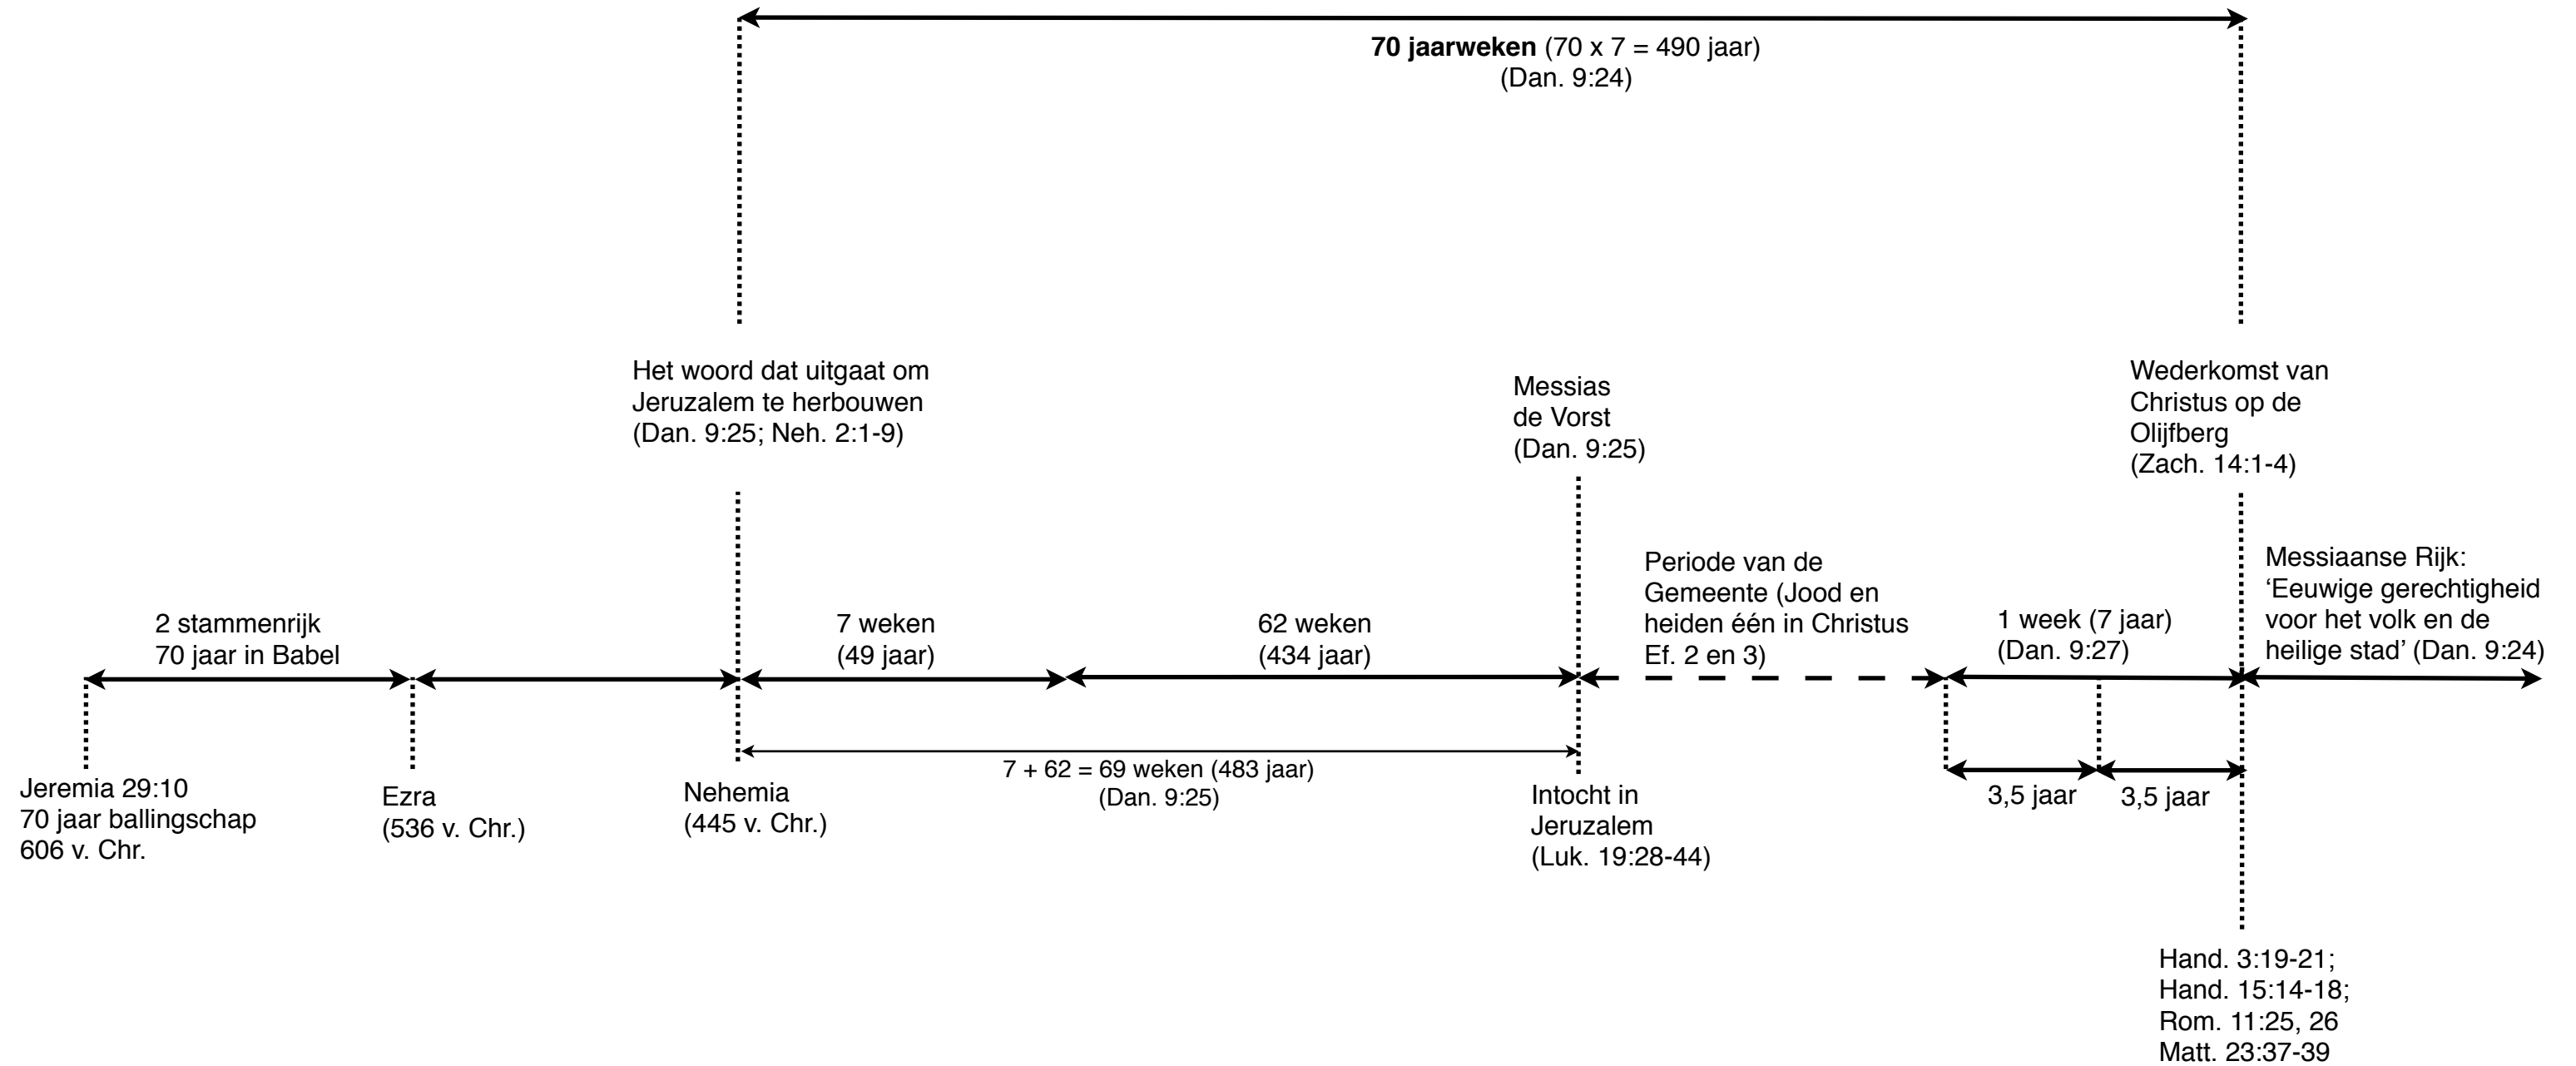 70 jaarweken (70 x 7 = 490 jaar)
(Dan. 9:24)
Het woord dat uitgaat om
Jeruzalem te herbouwen
(Dan. 9:25; Neh. 2:1-9)
Messias
de Vorst
(Dan. 9:25)
Wederkomst van
Christus op de
Olijfberg
(Zach. 14:1-4)
2 stammenrijk
70 jaar in Babel
7 weken
(49 jaar)
62 weken
(434 jaar)
Periode van de
Gemeente (Jood en
heiden één in Christus
Ef. 2 en 3)
1 week (7 jaar)
(Dan. 9:27)
Messiaanse Rijk:
‘Eeuwige gerechtigheid
voor het volk en de
heilige stad’ (Dan. 9:24)
Jeremia 29:10
70 jaar ballingschap
606 v. Chr.
Ezra
(536 v. Chr.)
Nehemia
(445 v. Chr.)
7 + 62 = 69 weken (483 jaar)
(Dan. 9:25)
Intocht in
Jeruzalem
(Luk. 19:28-44)
3,5 jaar
3,5 jaar
Hand. 3:19-21;
Hand. 15:14-18;
Rom. 11:25, 26
Matt. 23:37-39